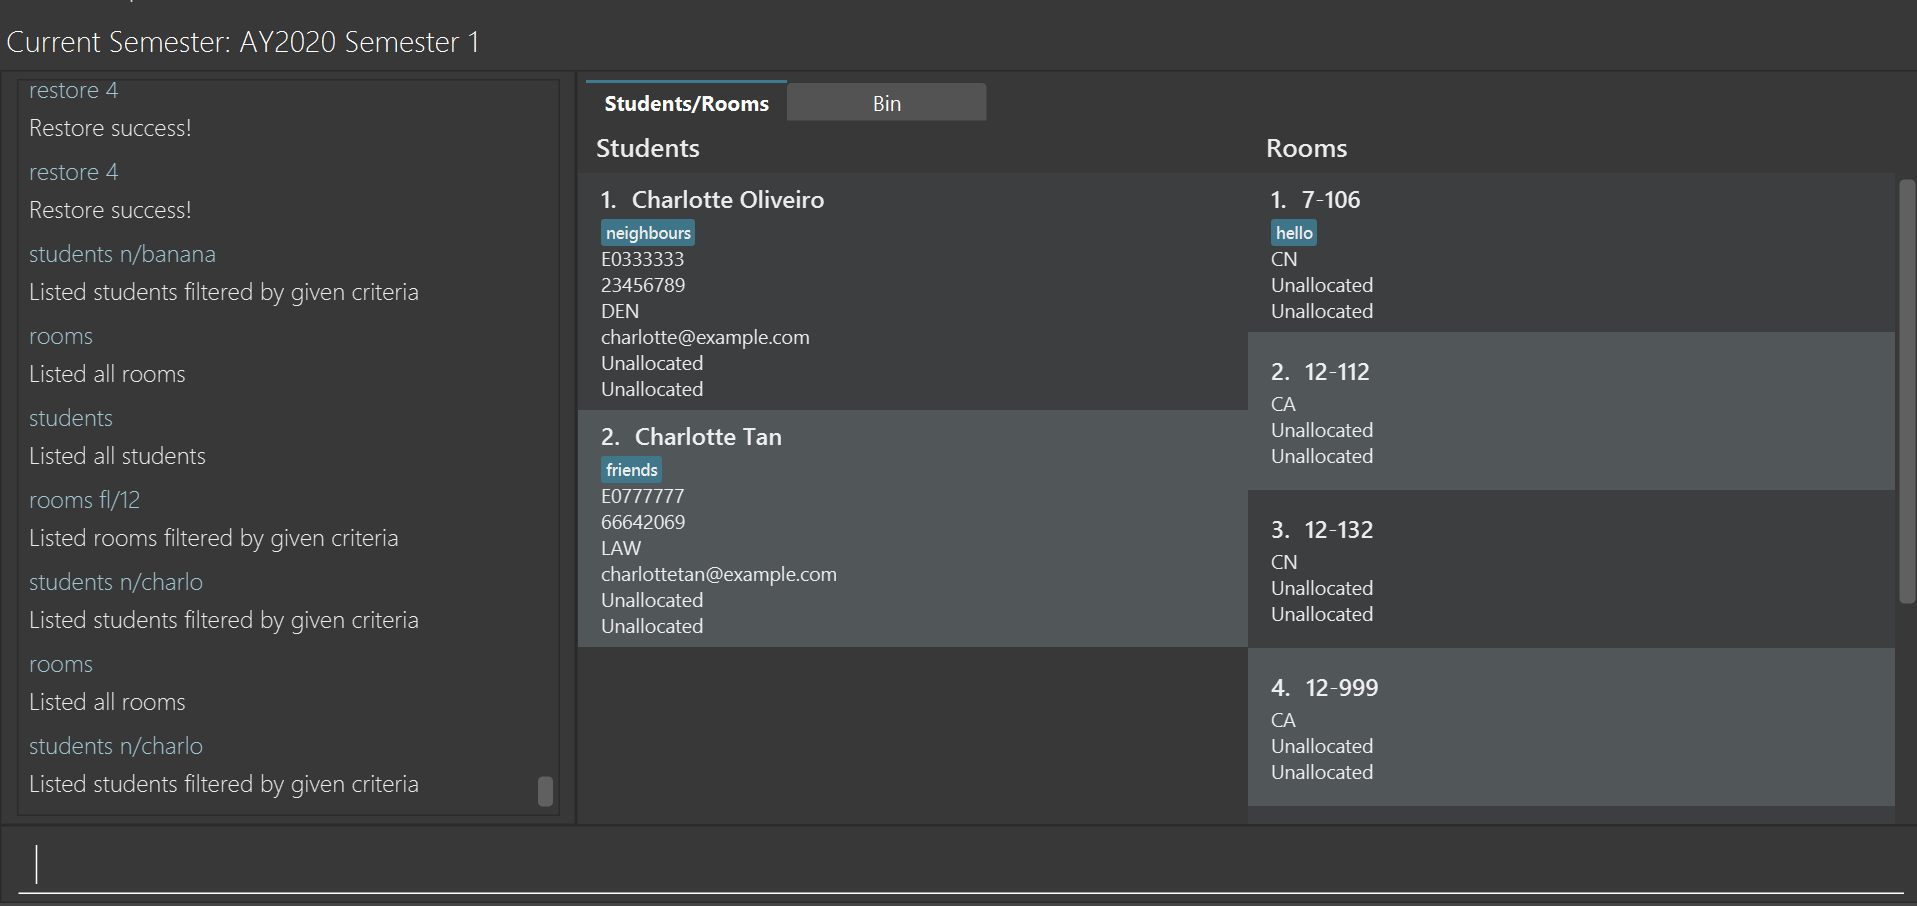 Current Semester: AY2020 Semester 1
restore 4
Restore success!
restore 4
Restore success!
students n/banana
Listed students filtered by given criteria
rooms
Listed all rooms
students
Listed all students
rooms fl/12
Listed rooms filtered by given criteria
students n/charlo
Listed students filtered by given criteria
rooms
Listed all rooms
students n/charlo
Listed students filtered by given criteria
Students/Rooms
Bin
Students
1. Charlotte Oliveiro
neighbours
E0333333
23456789
DEN
charlotte@example.com
Unallocated
Unallocated
2. Charlotte Tan
friends
E0777777
66642069
LAW
charlottetan@example.com
Unallocated
Unallocated
Rooms
1. 7-106
hello
CN
Unallocated
Unallocated
2. 12-112
CA
Unallocated
Unallocated
3. 12-132
CN
Unallocated
Unallocated
4. 12-999
CA
Unallocated
Unallocated